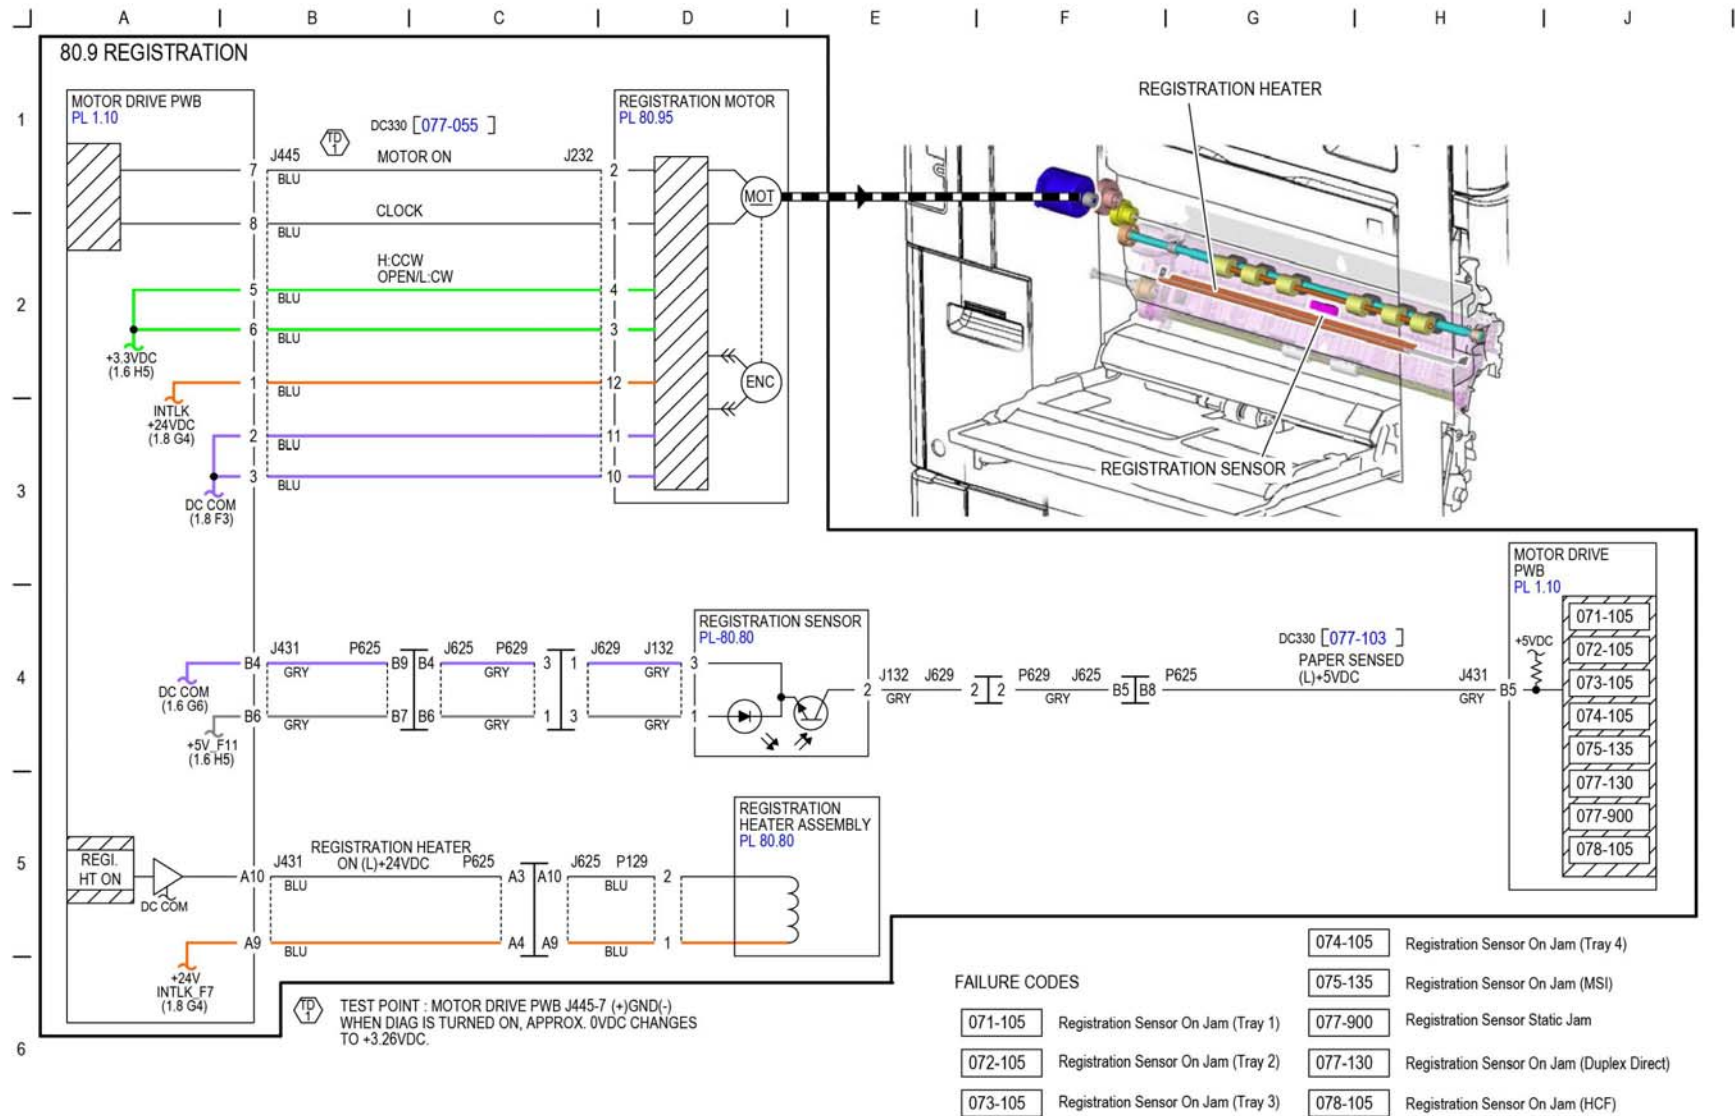 A B C D E F G H J
80.9 REGISTRATION
1
2
3
4
5
6
MOTOR DRIVE PWB
PL 1.10
TD
1
DC330 [077-055 ]
REGISTRATION MOTOR
PL 80.95
7 J445 MOTOR ON J232 2
BLU
MOT
8 CLOCK 1
BLU
H:CCW
OPEN/L:CW
5 4
BLU
6 3
BLU
+3.3VDC
(1.6 H5)
1 12
BLU
ENC
INTLK
+24VDC
(1.8 G4)
2 11
BLU
3 10
BLU
DC COM
(1.8 F3)
REGISTRATION HEATER
REGISTRATION SENSOR
REGISTRATION SENSOR
PL-80.80
B4 J431 P625 B9 B4 J625 P629 3 1 J629 J132 3
GRY GRY GRY
DC COM
(1.6 G6)
B6 B7 B6 1 3 1
GRY GRY GRY
+5V_F11
(1.6 H5)
2 J132 J629 2 2 P629 J625 B5 B8 P625
GRY GRY
DC330 [077-103 ]
PAPER SENSED
(L)+5VDC
J431 B5
GRY
MOTOR DRIVE
PWB
PL 1.10
+5VDC
071-105
072-105
073-105
074-105
075-135
077-130
077-900
078-105
REGISTRATION
HEATER ASSEMBLY
PL 80.80
REGI.
HT ON
DC COM
REGISTRATION HEATER
ON (L)+24VDC
A10 J431 P625 A3 A10 J625 P129 2
BLU BLU
A9 A4 A9 1
BLU BLU
+24V
INTLK_F7
(1.8 G4)
TD
1
TEST POINT : MOTOR DRIVE PWB J445-7 (+)GND(-)
WHEN DIAG IS TURNED ON, APPROX. 0VDC CHANGES
TO +3.26VDC.
FAILURE CODES
071-105 Registration Sensor On Jam (Tray 1)
072-105 Registration Sensor On Jam (Tray 2)
073-105 Registration Sensor On Jam (Tray 3)
074-105 Registration Sensor On Jam (Tray 4)
075-135 Registration Sensor On Jam (MSI)
077-900 Registration Sensor Static Jam
077-130 Registration Sensor On Jam (Duplex Direct)
078-105 Registration Sensor On Jam (HCF)